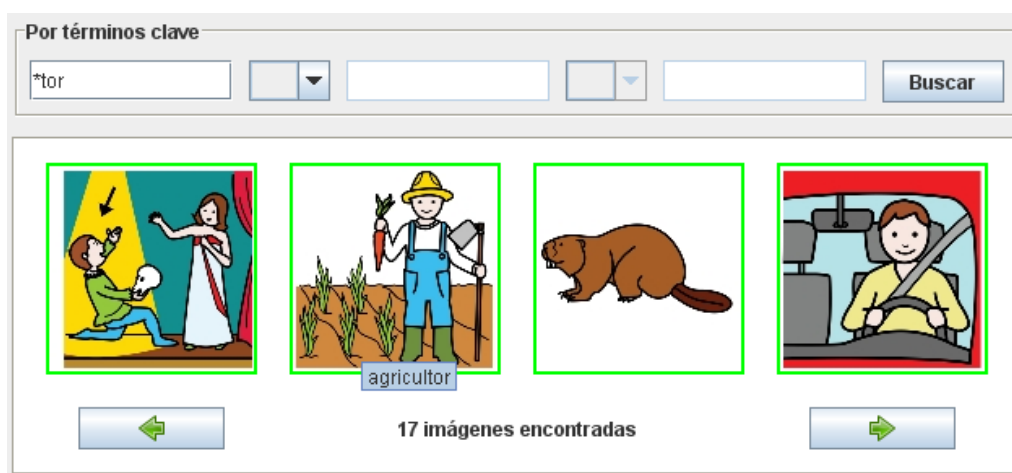 Por términos clave
*tor
Buscar
agricultor
17 imágenes encontradas